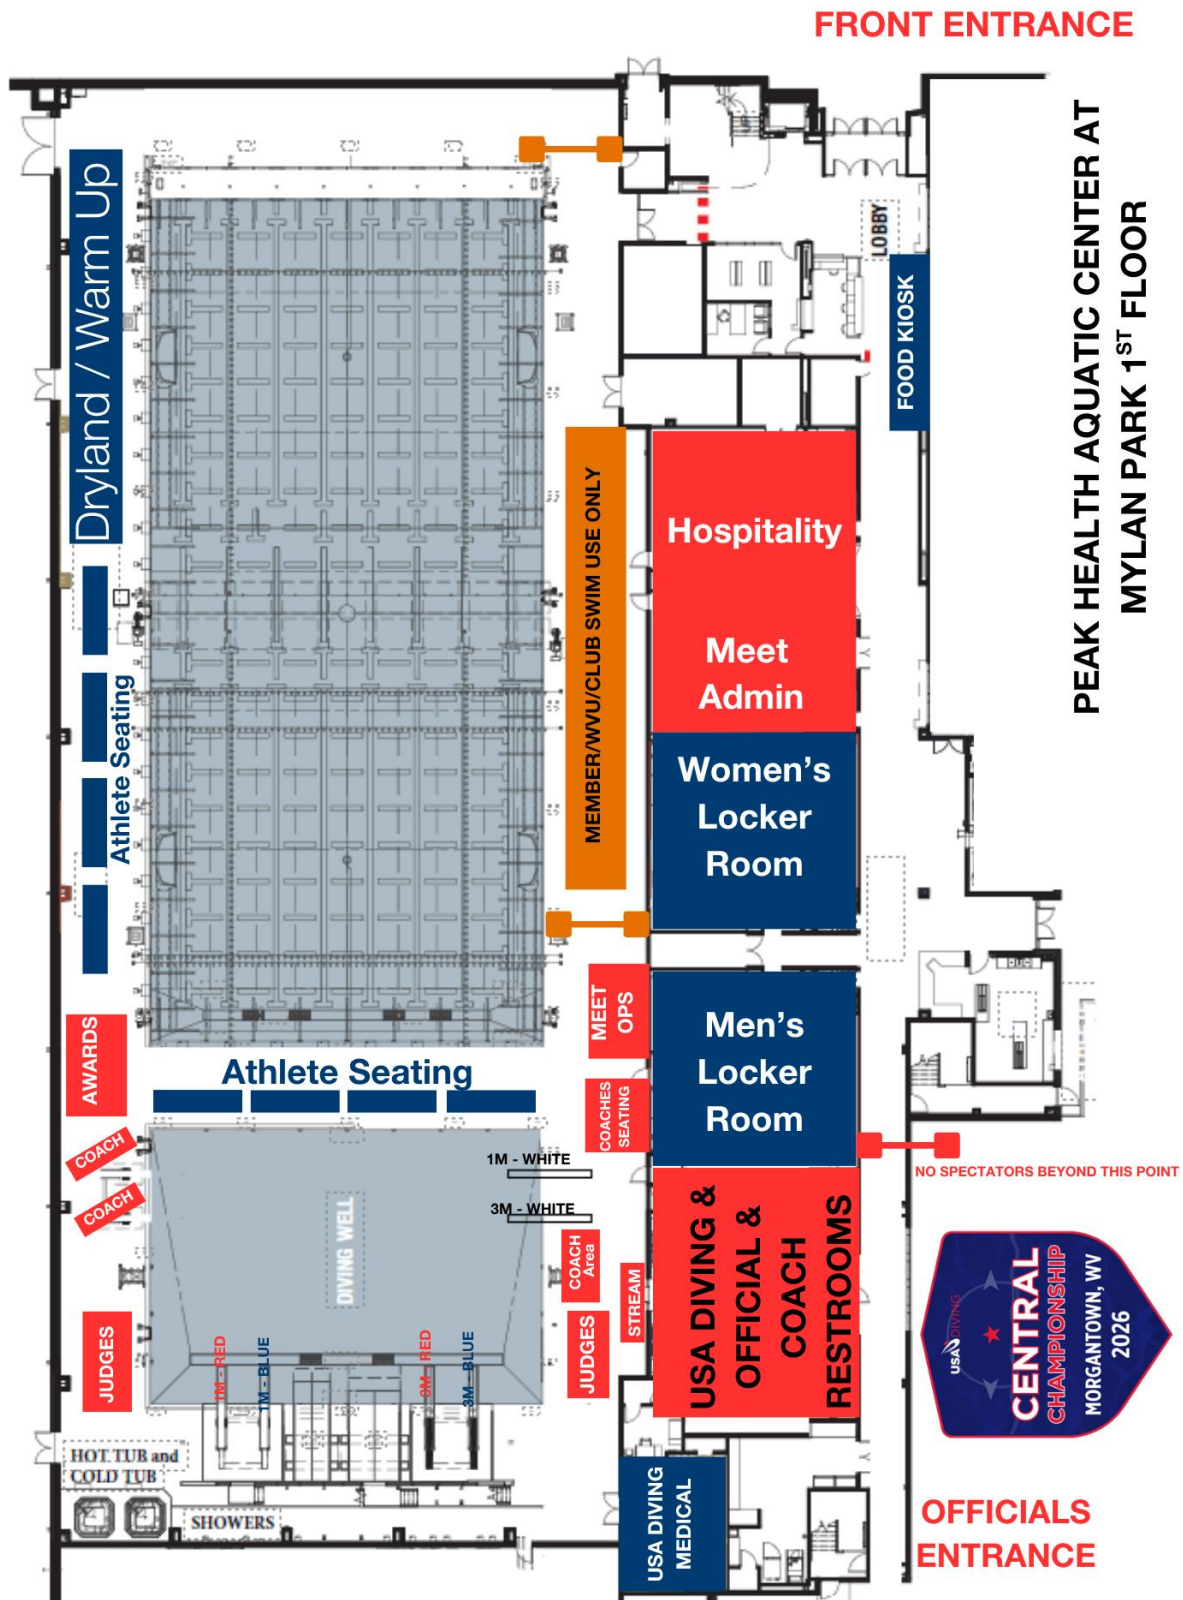 FRONT ENTRANCE
PEAK HEALTH AQUATIC CENTER AT
MYLAN PARK 1ST FLOOR
LOBBY
FOOD KIOSK
Dryland / Warm Up
MEMBER/WVU/CLUB SWIM USE ONLY
Hospitality
Meet
Admin
Women's
Locker
Room
Athlete Seating
MEET
OPS
Men's
Locker
Room
AWARDS
Athlete Seating
COACHES
SEATING
COACH
COACH
1M - WHITE
3M - WHITE
NO SPECTATORS BEYOND THIS POINT
DIVING WELL
COACH
Area
STREAM
USA DIVING &
OFFICIAL &
COACH
RESTROOMS
JUDGES
1M - RED
1M - BLUE
3M - RED
3M - BLUE
JUDGES
USA DIVING
CENTRAL
CHAMPIONSHIP
MORGANTOWN, WV
2026
HOT TUB and
COLD TUB
SHOWERS
USA DIVING
MEDICAL
OFFICIALS
ENTRANCE